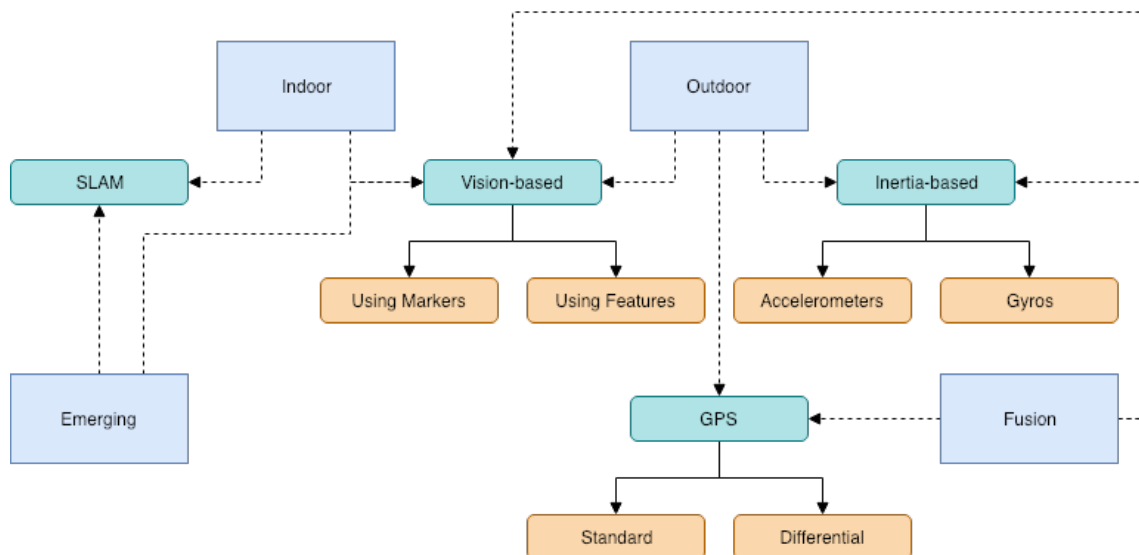 Indoor
Outdoor
SLAM
Vision-based
Inertia-based
Using Markers
Using Features
Accelerometers
Gyros
Emerging
GPS
Fusion
Standard
Differential